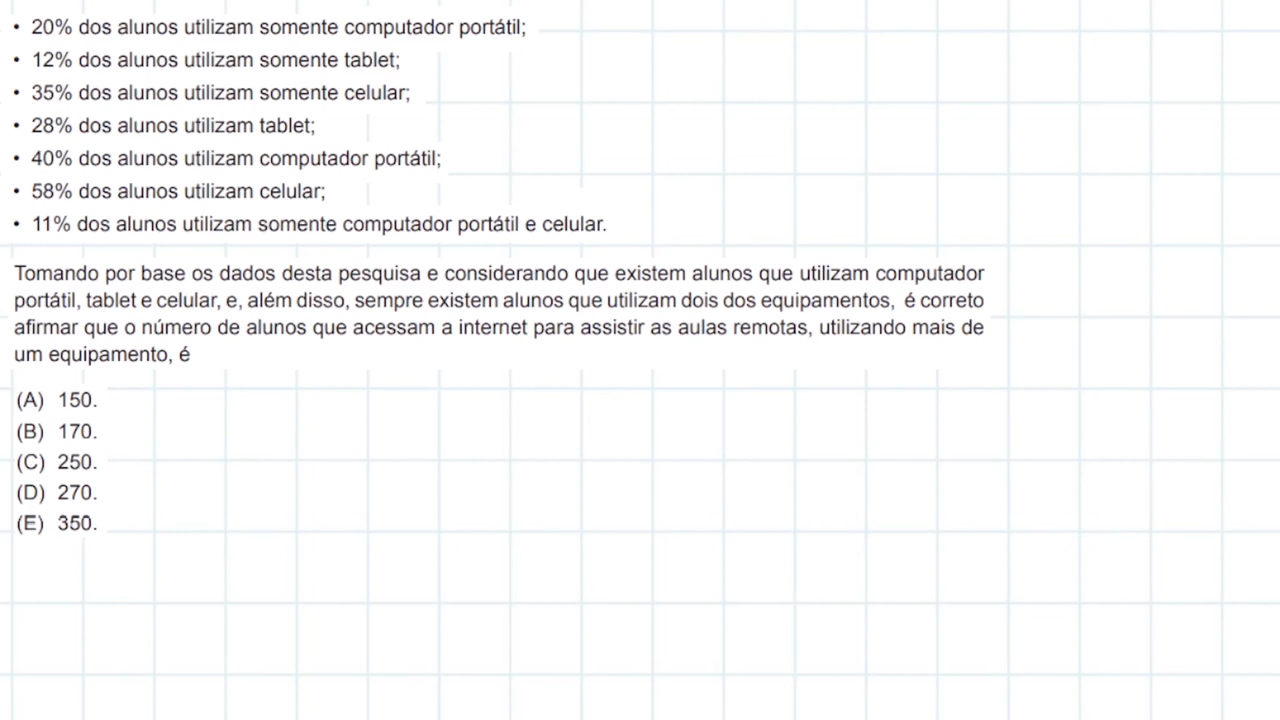 • 20% dos alunos utilizam somente computador portátil;
• 12% dos alunos utilizam somente tablet;
• 35% dos alunos utilizam somente celular;
• 28% dos alunos utilizam tablet;
• 40% dos alunos utilizam computador portátil;
• 58% dos alunos utilizam celular;
• 11% dos alunos utilizam somente computador portátil e celular.
Tomando por base os dados desta pesquisa e considerando que existem alunos que utilizam computador
portátil, tablet e celular, e, além disso, sempre existem alunos que utilizam dois dos equipamentos, é correto
afirmar que o número de alunos que acessam a internet para assistir as aulas remotas, utilizando mais de
um equipamento, é
(A) 150.
(B) 170.
(C) 250.
(D) 270.
(E) 350.